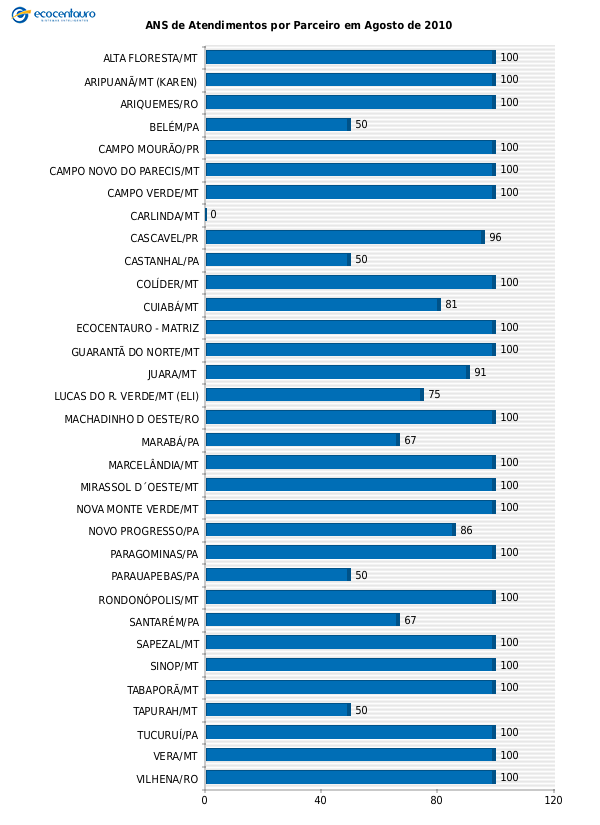 ecocentauro
ANS de Atendimentos por Parceiro em Agosto de 2010
ALTA FLORESTA/MT 100
ARIPUANÃ/MT (KAREN) 100
ARIQUEMES/RO 100
BELÉM/PA 50
CAMPO MOURÃO/PR 100
CAMPO NOVO DO PARECIS/MT 100
CAMPO VERDE/MT 100
CARLINDA/MT 0
CASCAVEL/PR 96
CASTANHAL/PA 50
COLÍDER/MT 100
CUIABÁ/MT 81
ECOCENTAURO - MATRIZ 100
GUARANTÃ DO NORTE/MT 100
JUARA/MT 91
LUCAS DO R. VERDE/MT (ELI) 75
MACHADINHO D OESTE/RO 100
MARABÁ/PA 67
MARCELÂNDIA/MT 100
MIRASSOL D´OESTE/MT 100
NOVA MONTE VERDE/MT 100
NOVO PROGRESSO/PA 86
PARAGOMINAS/PA 100
PARAUAPEBAS/PA 50
RONDONÓPOLIS/MT 100
SANTARÉM/PA 67
SAPEZAL/MT 100
SINOP/MT 100
TABAPORÃ/MT 100
TAPURAH/MT 50
TUCURUÍ/PA 100
VERA/MT 100
VILHENA/RO 100
0 40 80 120